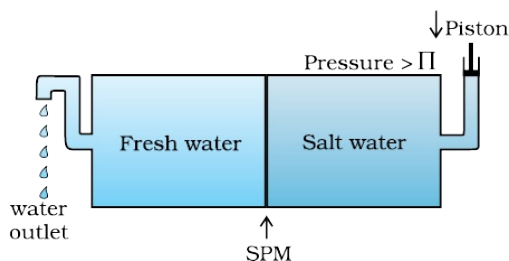 Piston
Pressure > Π
Fresh water
Salt water
water
outlet
SPM